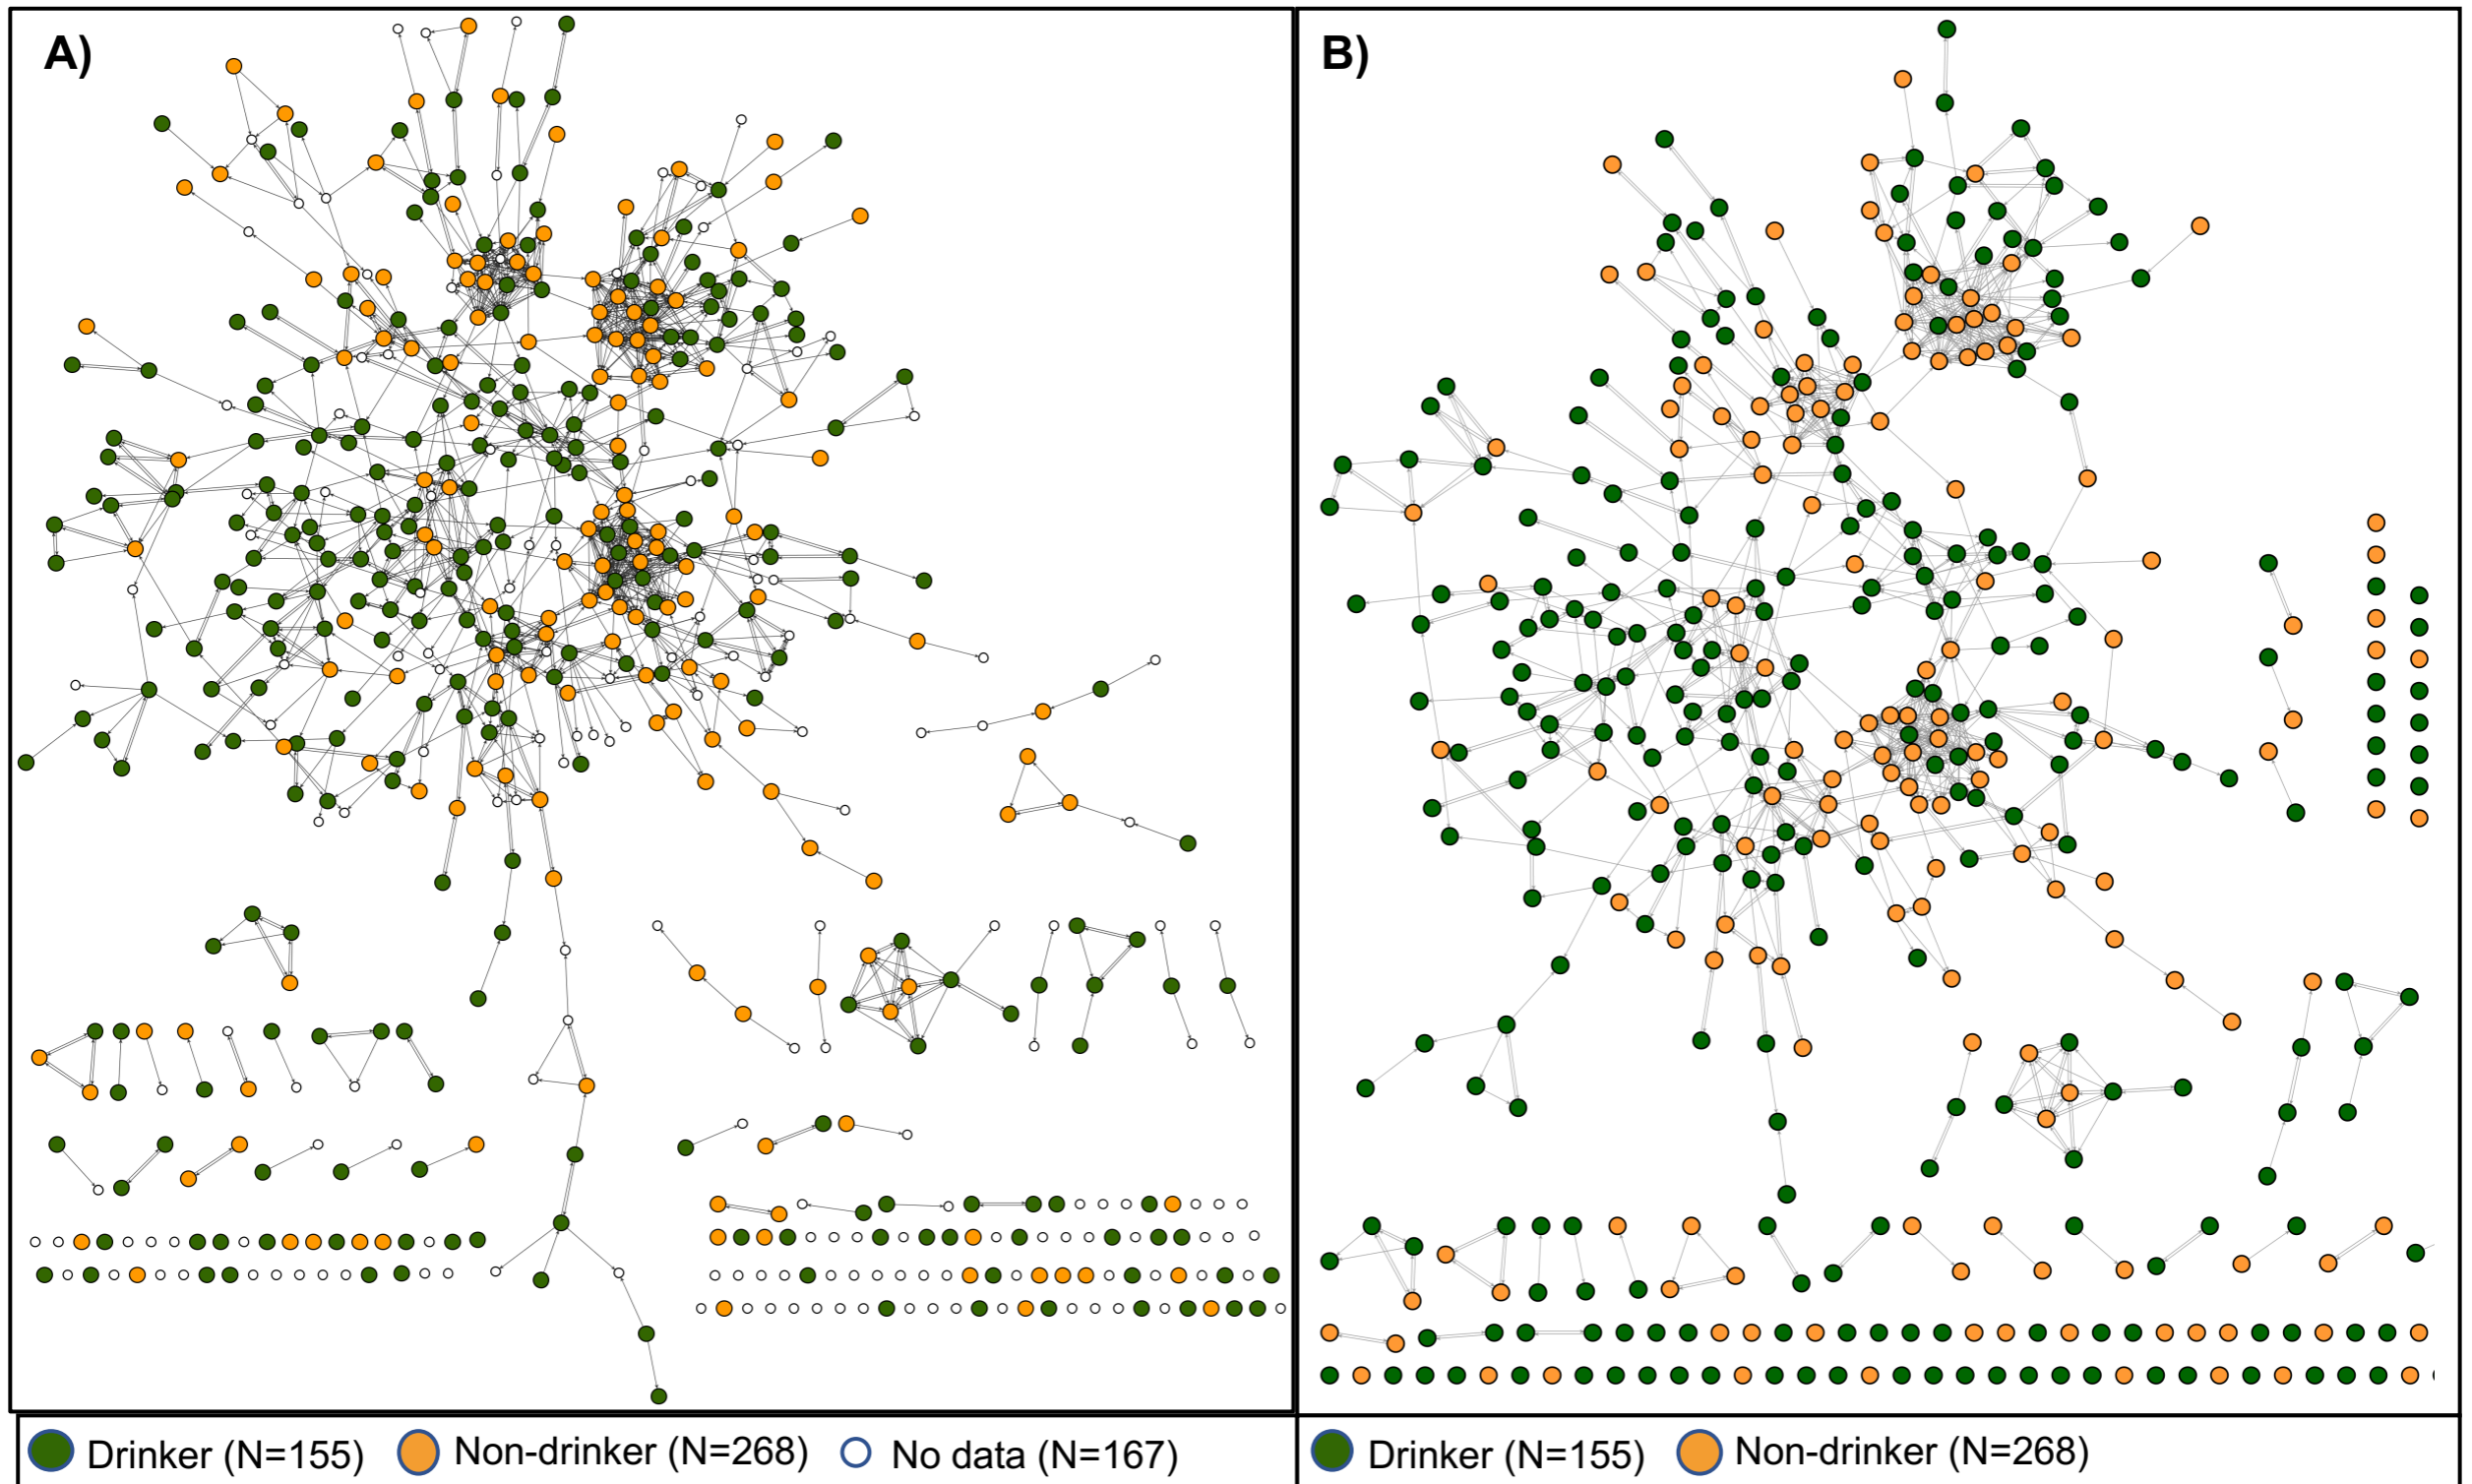 A)
B)
Drinker (N=155) Non-drinker (N=268) No data (N=167)
Drinker (N=155) Non-drinker (N=268)